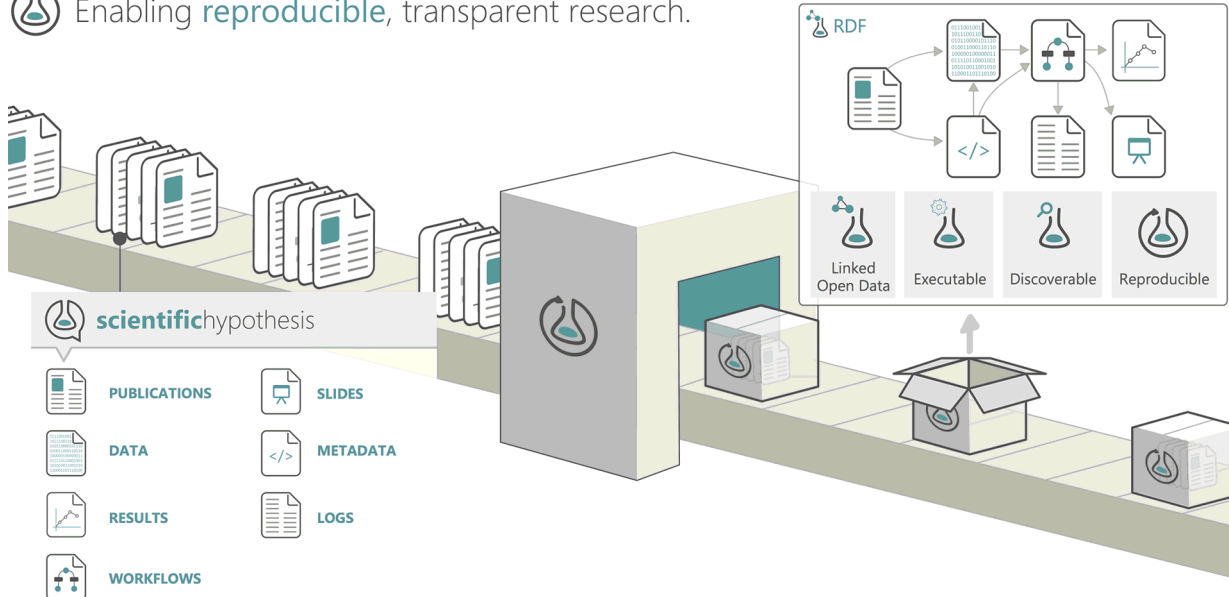 Enabling reproducible, transparent research.
RDF
</>
Linked
Open Data
Executable
Discoverable
Reproducible
scientifichypothesis
PUBLICATIONS
SLIDES
DATA
</>
METADATA
RESULTS
LOGS
WORKFLOWS